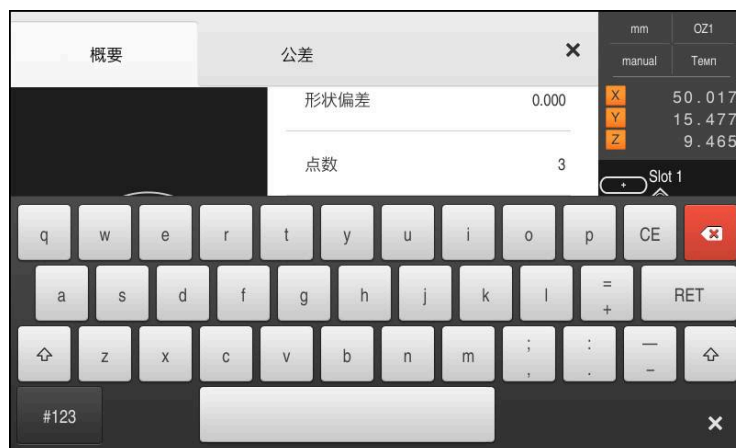 概要 公差 ×
mm OZ1
manual Темп
形状偏差 0.000
点数 3
X 50.017
Y 15.477
Z 9.465
Slot 1
q w e r t y u i o p CE
a s d f g h j k l = + RET
z x c v b n m ; , : . — –
#123 ×